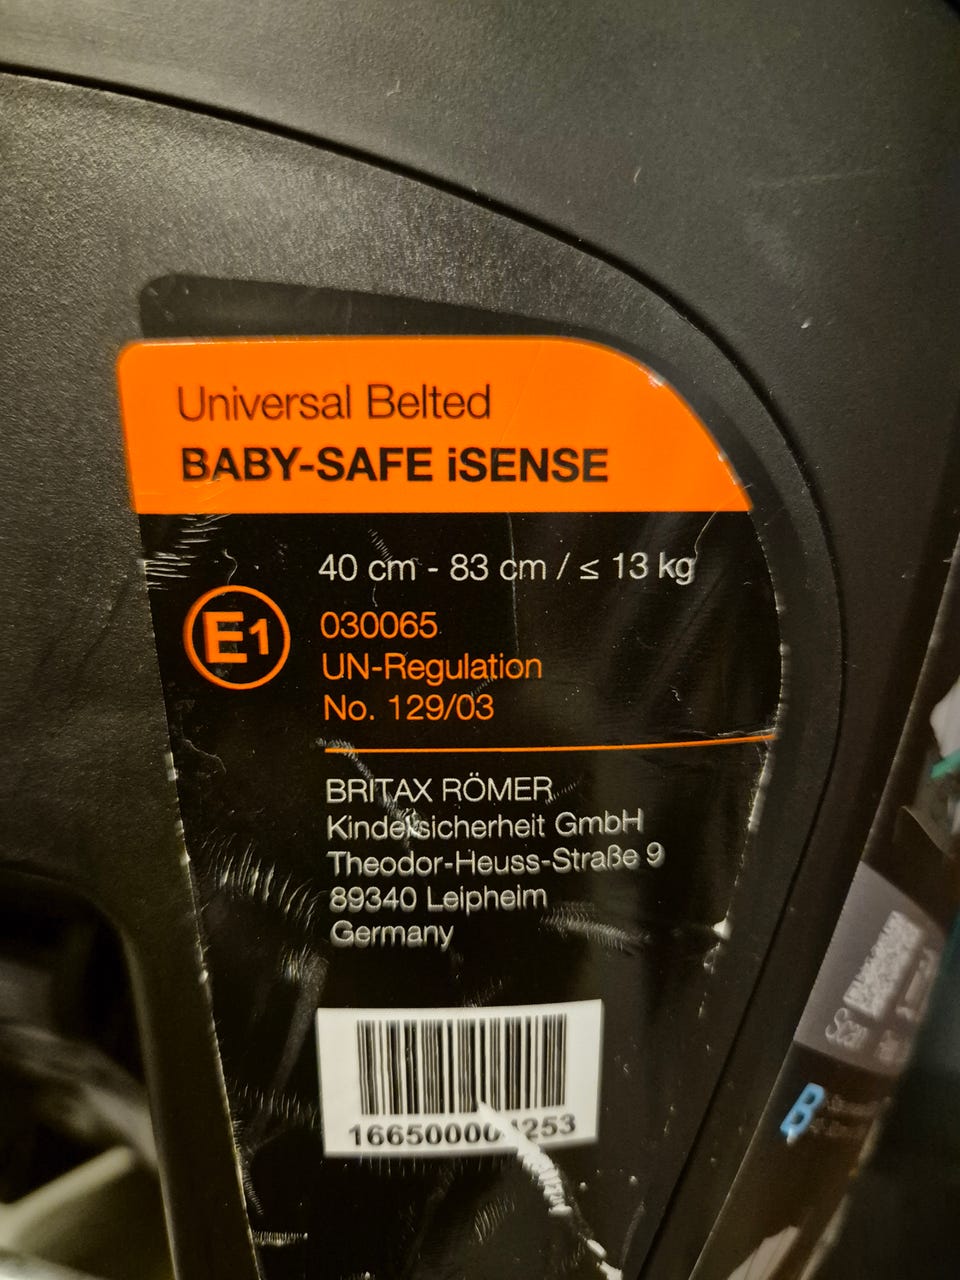 Universal Belted
BABY-SAFE iSENSE
40 cm - 83 cm / ≤ 13 kg
E1
030065
UN-Regulation
No. 129/03
BRITAX RÖMER
Kindersicherheit GmbH
Theodor-Heuss-Straße 9
89340 Leipheim
Germany
B